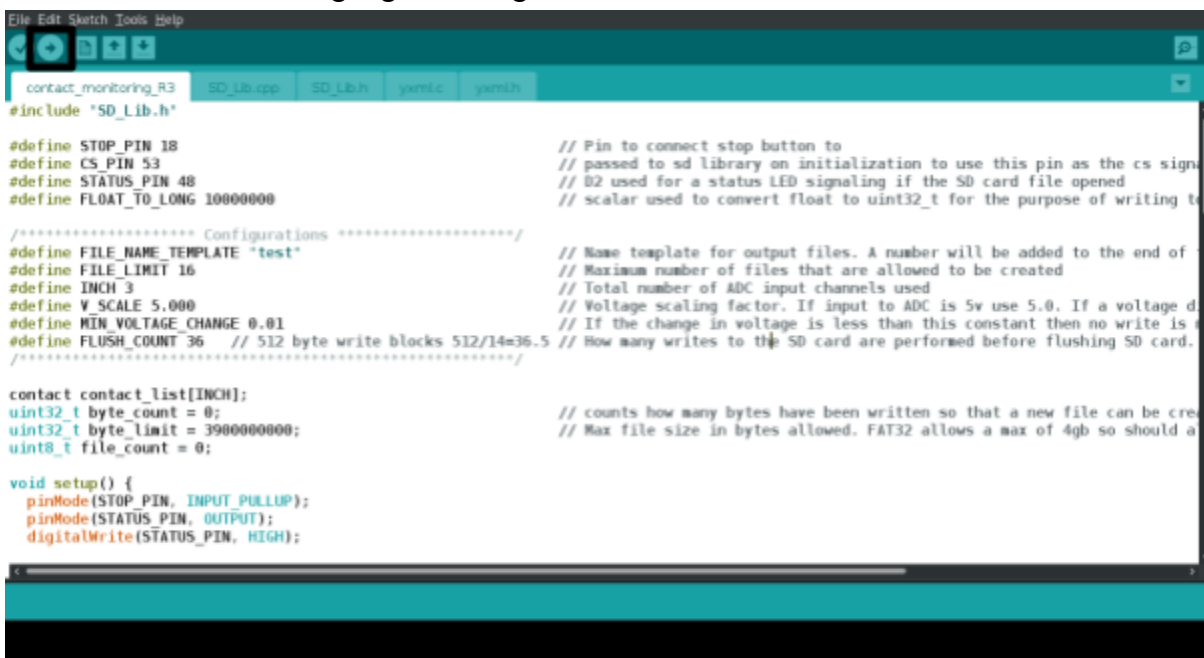 File Edit Sketch Tools Help
contact_monitoring_R3 SD_Lib.cpp SD_Lib.h yxml.c yxml.h
#include "SD_Lib.h"
#define STOP_PIN 18 // Pin to connect stop button to
#define CS_PIN 53 // passed to sd library on initialization to use this pin as the cs sign
#define STATUS_PIN 48 // D2 used for a status LED signaling if the SD card file opened
#define FLOAT_TO_LONG 10000000 // scalar used to convert float to uint32_t for the purpose of writing t
/******************** Configurations ********************/
#define FILE_NAME_TEMPLATE "test" // Name template for output files. A number will be added to the end of
#define FILE_LIMIT 16 // Maximum number of files that are allowed to be created
#define INCH 3 // Total number of ADC input channels used
#define V_SCALE 5.000 // Voltage scaling factor. If input to ADC is 5v use 5.0. If a voltage d
#define MIN_VOLTAGE_CHANGE 0.01 // If the change in voltage is less than this constant then no write is
#define FLUSH_COUNT 36 // 512 byte write blocks 512/14=36.5 // How many writes to the SD card are performed before flushing SD card.
/******************************************************/
contact contact_list[INCH];
uint32_t byte_count = 0; // counts how many bytes have been written so that a new file can be cre
uint32_t byte_limit = 3900000000; // Max file size in bytes allowed. FAT32 allows a max of 4gb so should a
uint8_t file_count = 0;
void setup() {
pinMode(STOP_PIN, INPUT_PULLUP);
pinMode(STATUS_PIN, OUTPUT);
digitalWrite(STATUS_PIN, HIGH);